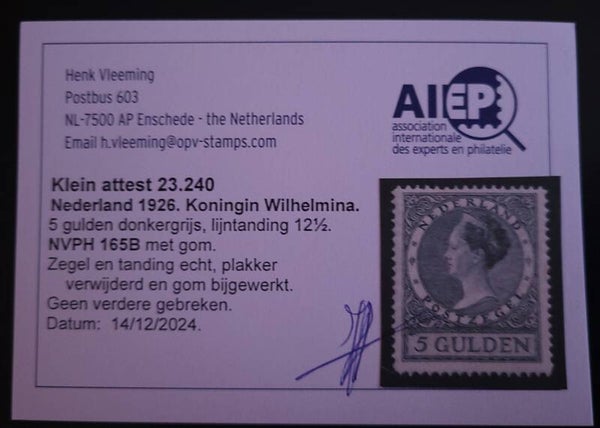 Henk Vleeming
Postbus 603
NL-7500 AP Enschede - the Netherlands
Email h.vleeming@opv-stamps.com
AIEP
association
internationale
des experts en philatelie
Klein attest 23.240
Nederland 1926. Koningin Wilhelmina.
5 gulden donkergrijs, lijntanding 12½.
NVPH 165B met gom.
Zegel en tanding echt, plakker
verwijderd en gom bijgewerkt.
Geen verdere gebreken.
Datum: 14/12/2024.
NEDERLAND
POSTZEGEL
5 GULDEN